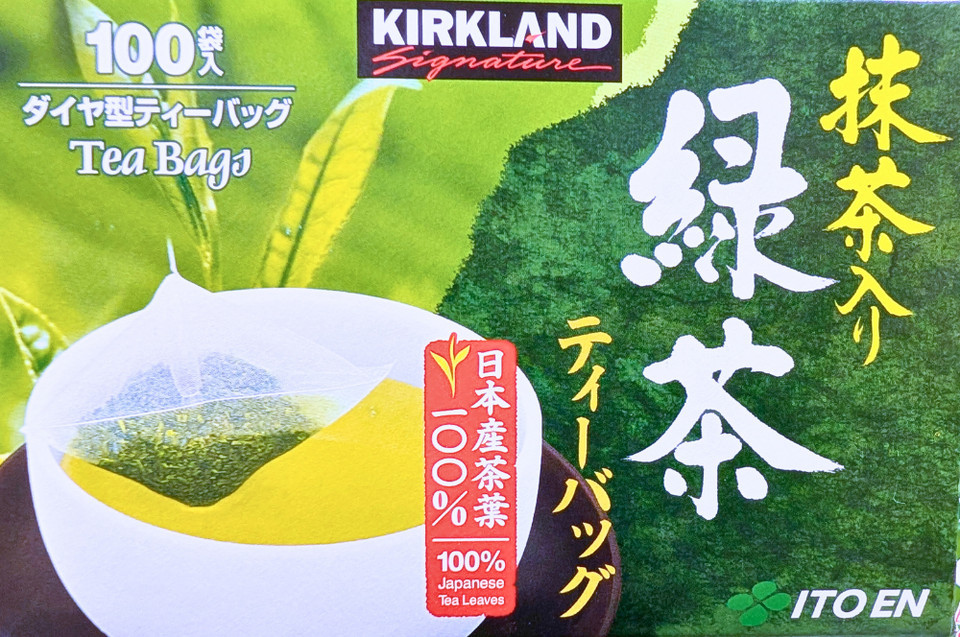 100袋入
ダイヤ型ティーバッグ
Tea Bags
KIRKLAND
Signature
抹茶入り
緑茶
ティーバッグ
日本産茶葉
一〇〇%
100%
Japanese
Tea Leaves
ITO EN